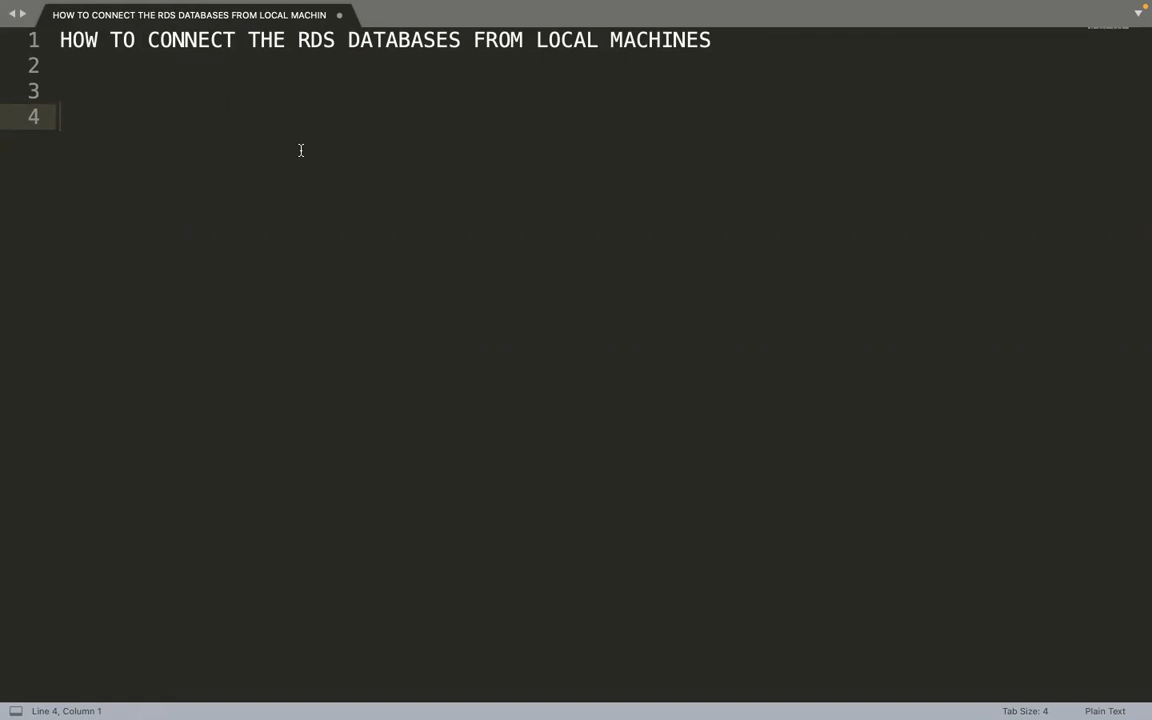 HOW TO CONNECT THE RDS DATABASES FROM LOCAL MACHIN
1 HOW TO CONNECT THE RDS DATABASES FROM LOCAL MACHINES
2
3
4
Line 4, Column 1 Tab Size: 4 Plain Text